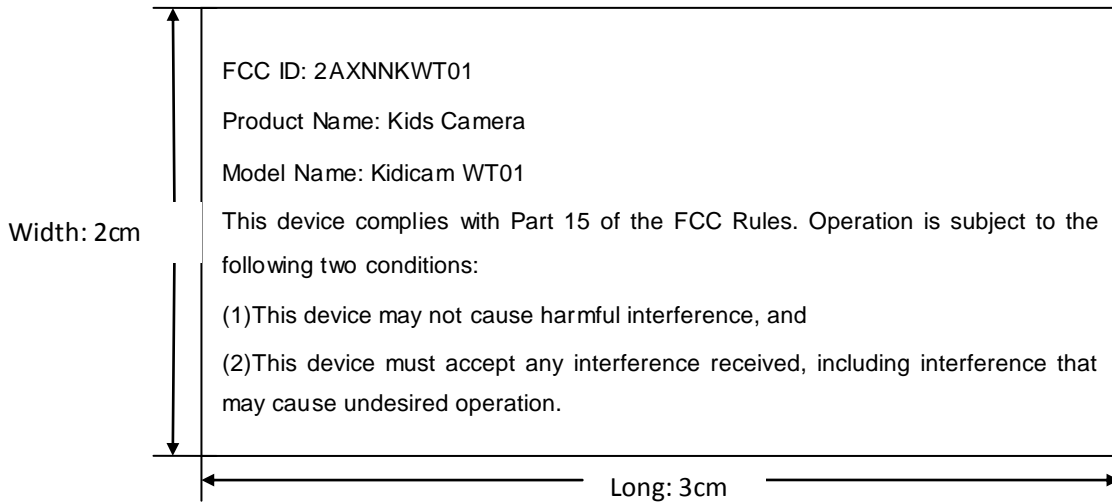 FCC ID: 2AXNNKWT01
Product Name: Kids Camera
Model Name: Kidicam WT01
This device complies with Part 15 of the FCC Rules. Operation is subject to the
Width: 2cm
following two conditions:
(1)This device may not cause harmful interference, and
(2)This device must accept any interference received, including interference that
may cause undesired operation.
Long: 3cm